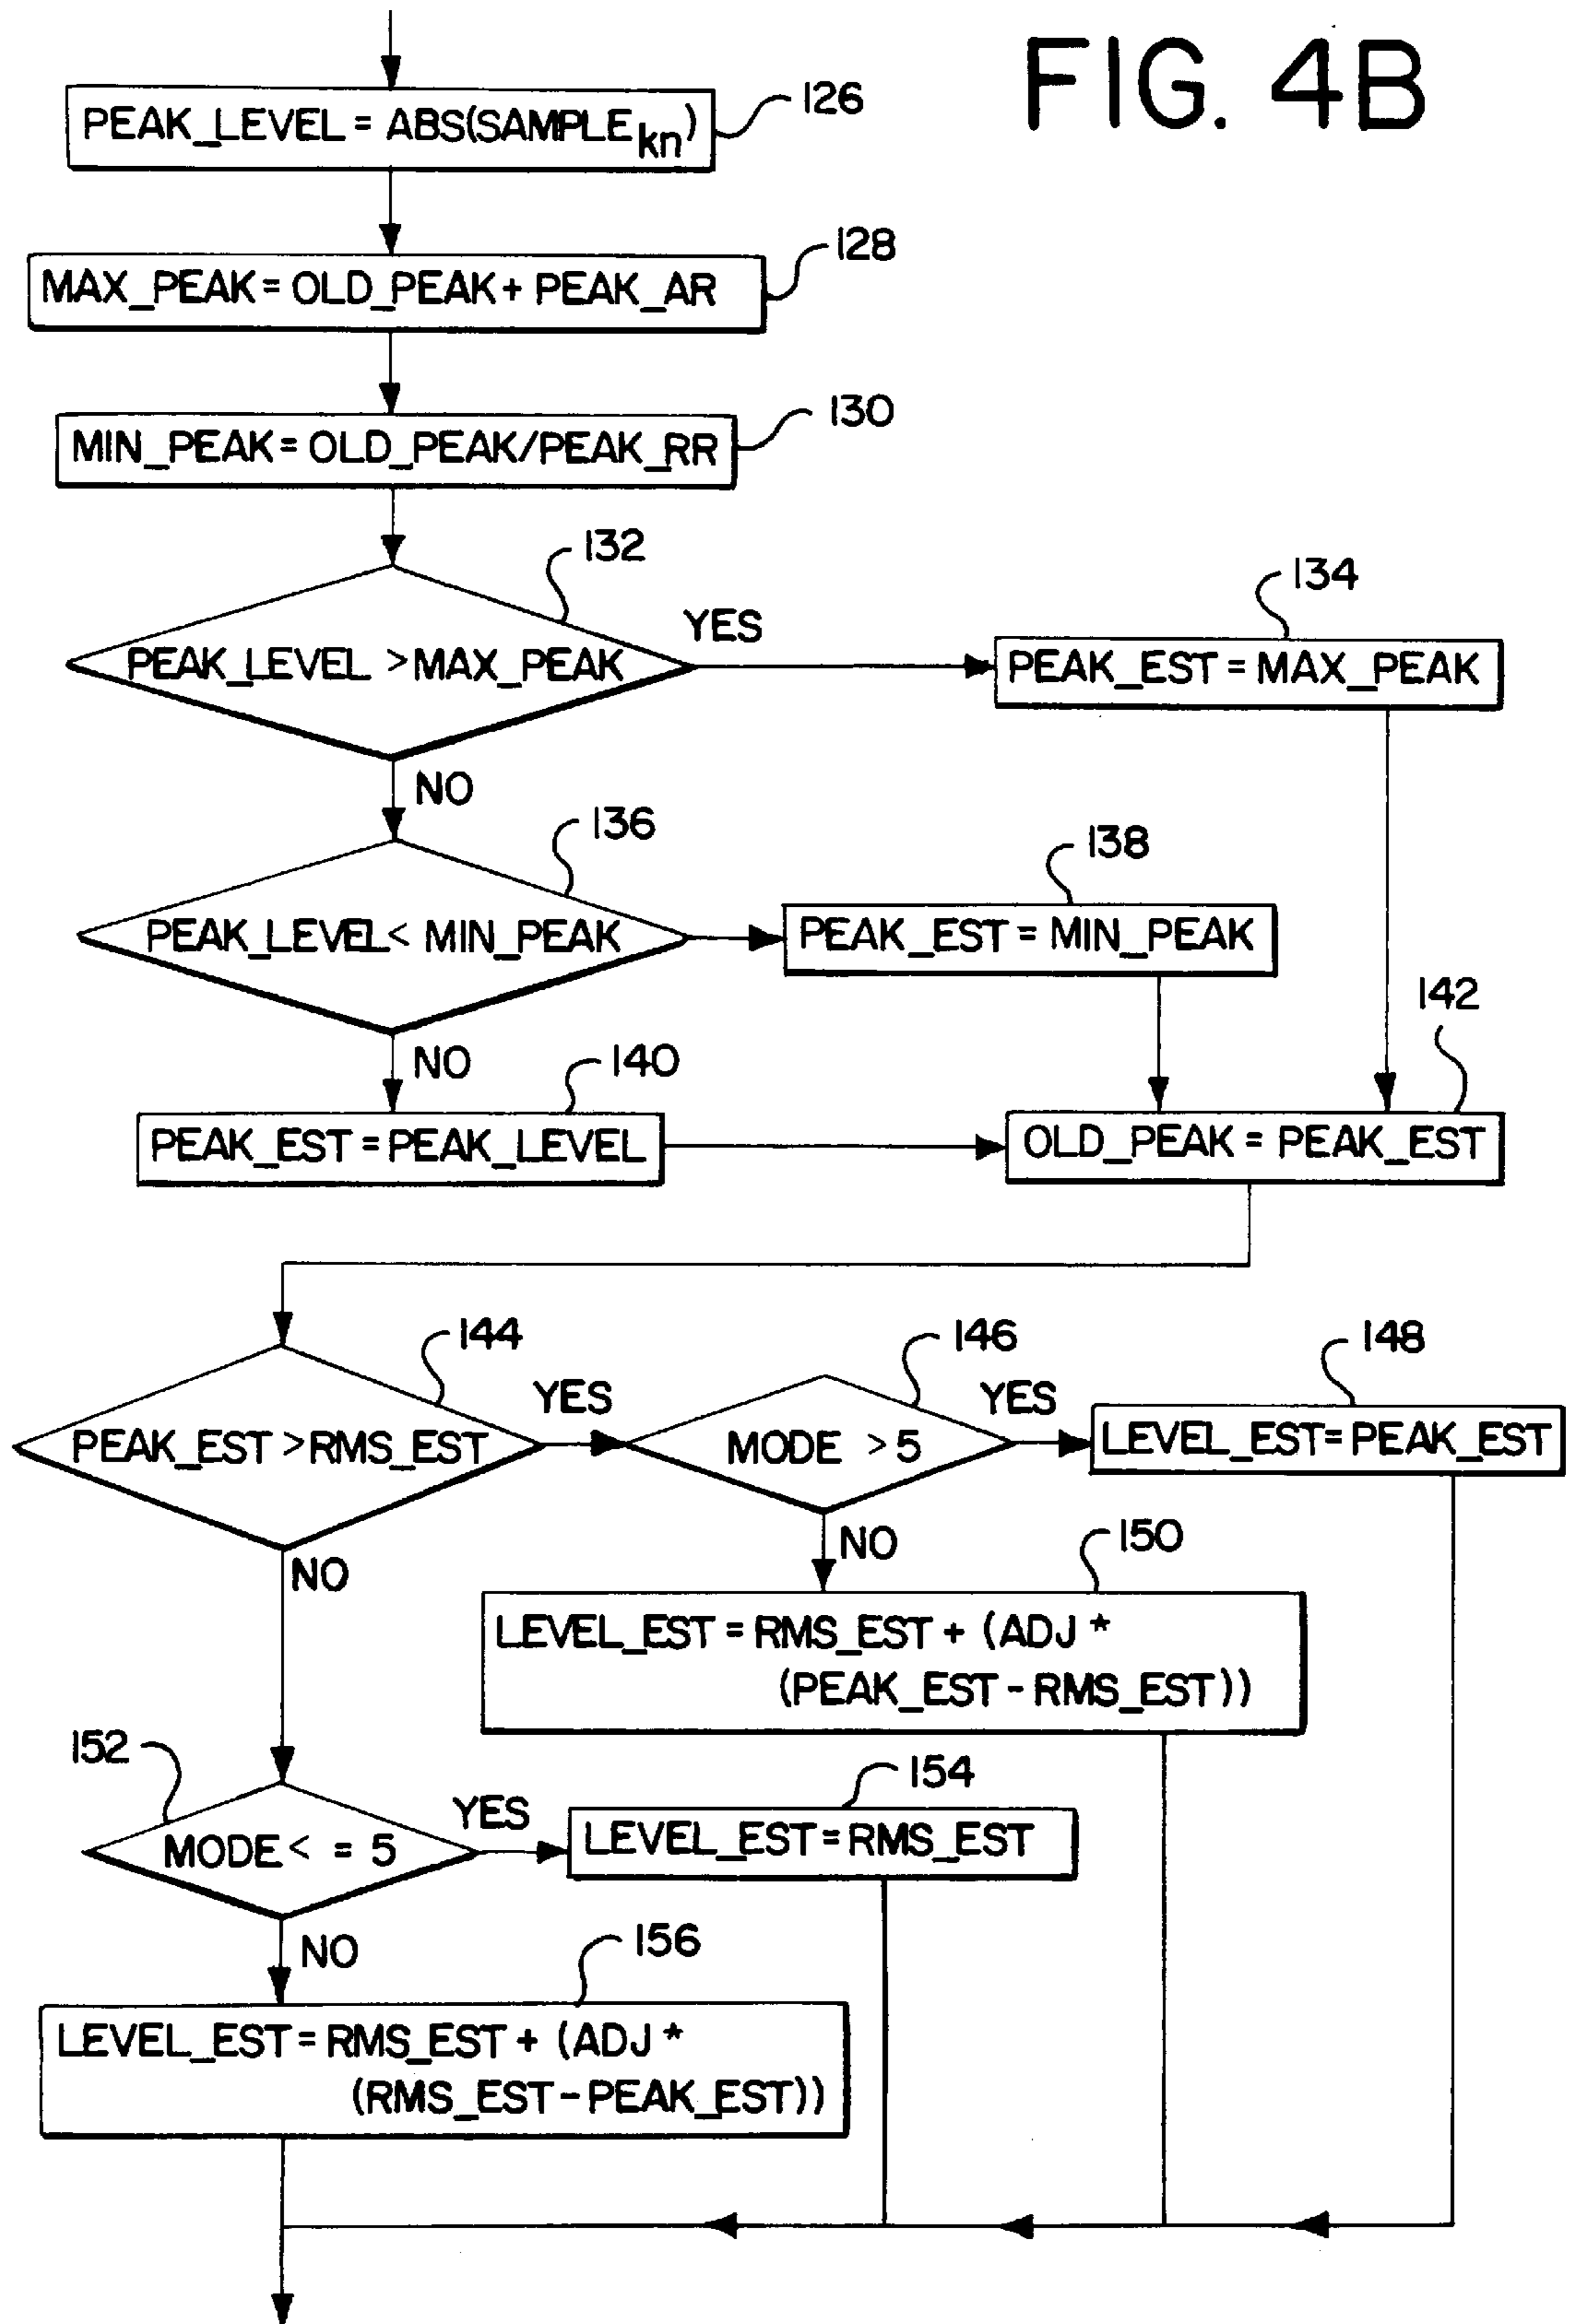 FIG. 4B
126
PEAK_LEVEL = ABS(SAMPLEkn)
128
MAX_PEAK = OLD_PEAK + PEAK_AR
130
MIN_PEAK = OLD_PEAK/PEAK_RR
132
134
YES
PEAK_LEVEL > MAX_PEAK
PEAK_EST = MAX_PEAK
NO
136
138
PEAK_LEVEL < MIN_PEAK
PEAK_EST = MIN_PEAK
142
NO
140
PEAK_EST = PEAK_LEVEL
OLD_PEAK = PEAK_EST
144
146
148
YES
YES
PEAK_EST > RMS_EST
MODE > 5
LEVEL_EST = PEAK_EST
NO
150
NO
LEVEL_EST = RMS_EST + (ADJ *
(PEAK_EST - RMS_EST))
152
154
YES
MODE < = 5
LEVEL_EST = RMS_EST
NO
156
LEVEL_EST = RMS_EST + (ADJ *
(RMS_EST - PEAK_EST))